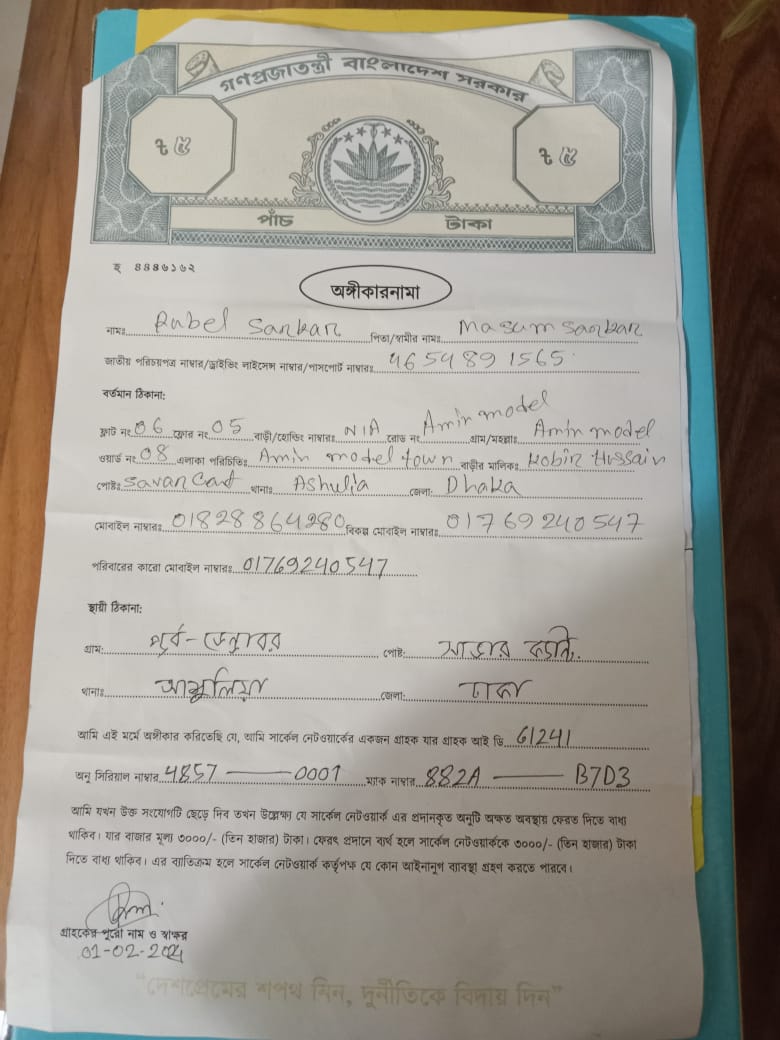 গণপ্রজাতন্ত্রী বাংলাদেশ সরকার
৳ ৫ ৳ ৫
পাঁচ টাকা
হ ৪৪৪৬১৬২
অঙ্গীকারনামা
নামঃ Rubel Sarkar পিতা/স্বামীর নামঃ Masum Sarkar
জাতীয় পরিচয়পত্র নাম্বার/ড্রাইভিং লাইসেন্স নাম্বার/পাসপোর্ট নাম্বারঃ 4654891565
বর্তমান ঠিকানা:
ফ্লাট নং 06 ফ্লোর নং 05 বাড়ী/হোল্ডিং নাম্বারঃ N/A রোড নং Amin model গ্রাম/মহল্লাঃ Amin model
ওয়ার্ড নং 08 এলাকা পরিচিতিঃ Amin model town বাড়ীর মালিকঃ Robin Hussain
পোষ্টঃ Savar Cant থানাঃ Ashulia জেলা: Dhaka
মোবাইল নাম্বারঃ 01828864280 বিকল্প মোবাইল নাম্বারঃ 01769240547
পরিবারের কারো মোবাইল নাম্বারঃ 01769240547
স্থায়ী ঠিকানা:
গ্রাম: পূর্ব-ডেন্ডাবর পোষ্ট: সাভার ক্যান্ট.
থানাঃ আশুলিয়া জেলা: ঢাকা
আমি এই মর্মে অঙ্গীকার করিতেছি যে, আমি সার্কেল নেটওয়ার্কের একজন গ্রাহক যার গ্রাহক আই ডি 61241
অনু সিরিয়াল নাম্বার 4857 — 0001 ম্যাক নাম্বার 882A — B7D3
আমি যখন উক্ত সংযোগটি ছেড়ে দিব তখন উল্লেক্ষ্য যে সার্কেল নেটওয়ার্ক এর প্রদানকৃত অনুটি অক্ষত অবস্থায় ফেরত দিতে বাধ্য
থাকিব। যার বাজার মূল্য ৩০০০/- (তিন হাজার) টাকা। ফেরৎ প্রদানে ব্যর্থ হলে সার্কেল নেটওয়ার্ককে ৩০০০/- (তিন হাজার) টাকা
দিতে বাধ্য থাকিব। এর ব্যাতিক্রম হলে সার্কেল নেটওয়ার্ক কর্তৃপক্ষ যে কোন আইনানুগ ব্যাবস্থা গ্রহণ করতে পারবে।
গ্রাহকের পুরো নাম ও স্বাক্ষর
01-02-2024
"দেশপ্রেমের শপথ নিন, দুর্নীতিকে বিদায় দিন"